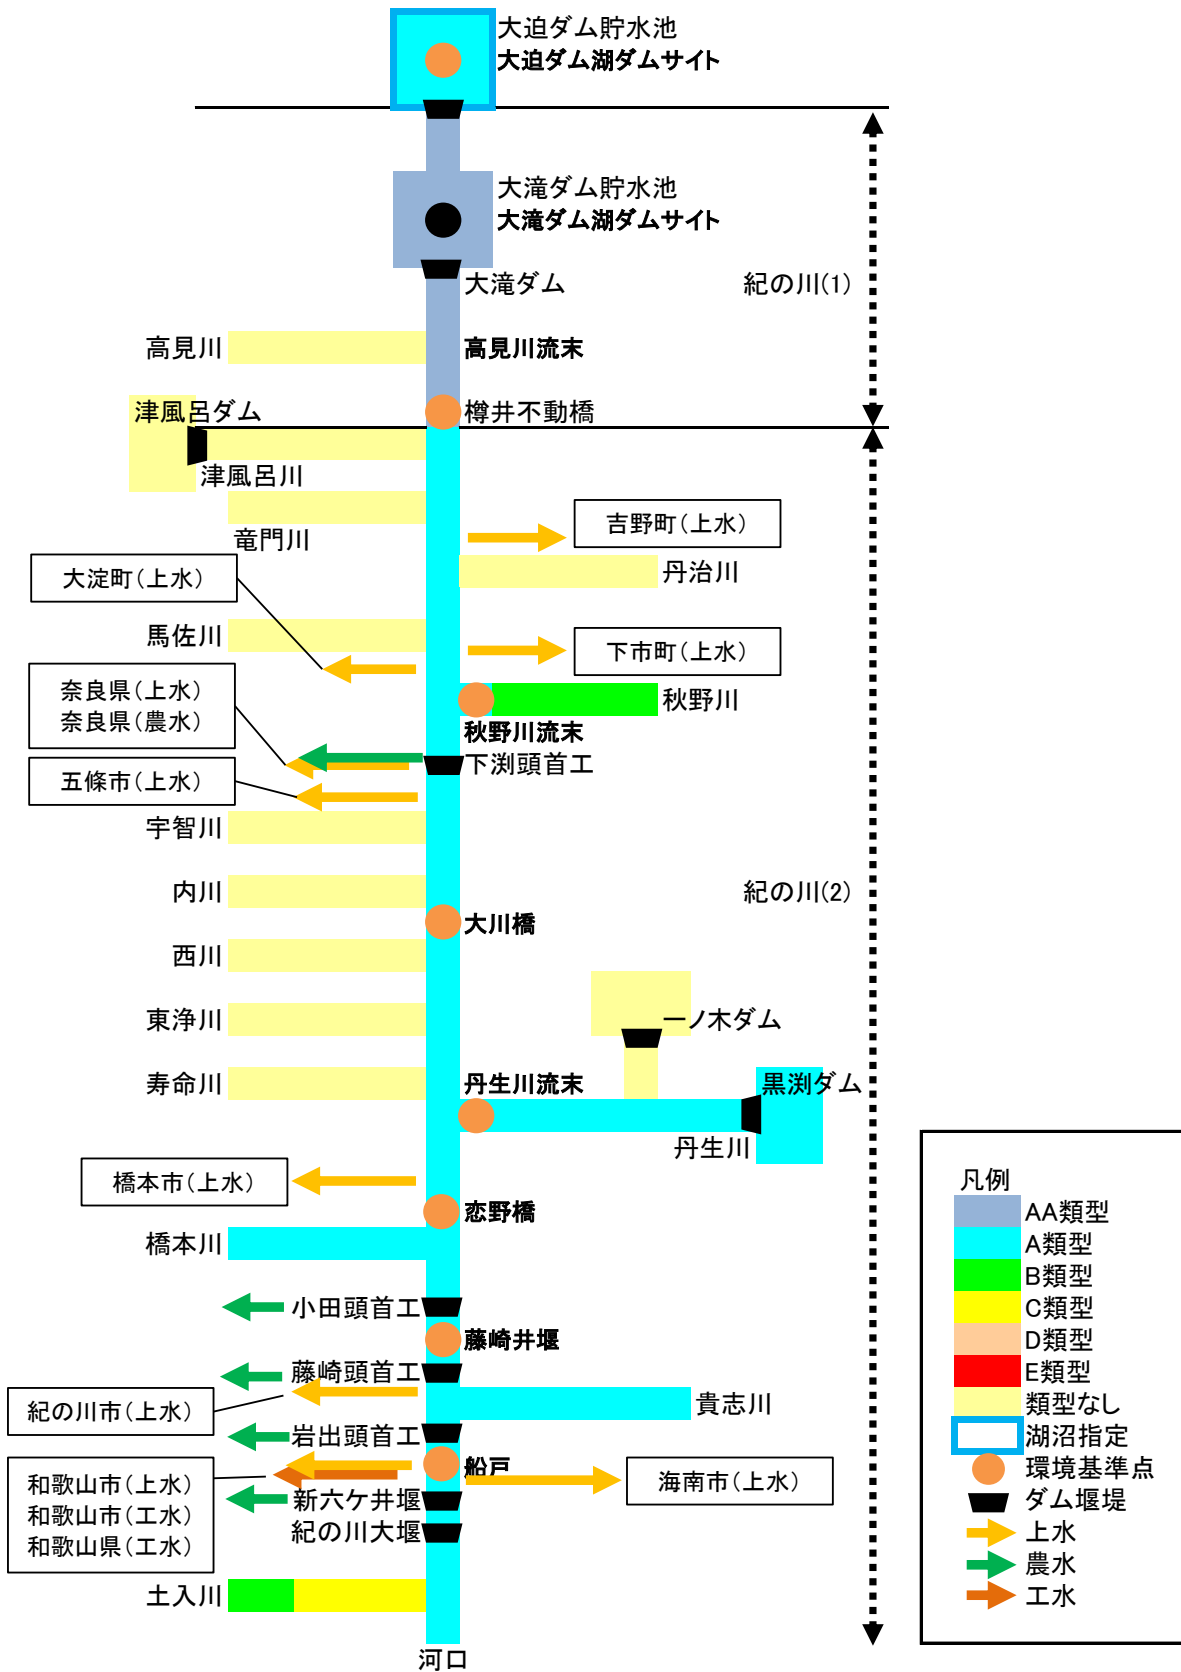 大迫ダム貯水池
大迫ダム湖ダムサイト
大滝ダム貯水池
大滝ダム湖ダムサイト
大滝ダム
紀の川(1)
高見川
高見川流末
津風呂ダム
樽井不動橋
津風呂川
竜門川
吉野町(上水)
大淀町(上水)
丹治川
馬佐川
下市町(上水)
奈良県(上水)
奈良県(農水)
秋野川
秋野川流末
下渕頭首工
五條市(上水)
宇智川
内川
紀の川(2)
大川橋
西川
東浄川
一ノ木ダム
寿命川
丹生川流末
黒渕ダム
丹生川
橋本市(上水)
恋野橋
橋本川
小田頭首工
藤崎井堰
藤崎頭首工
紀の川市(上水)
貴志川
岩出頭首工
船戸
和歌山市(上水)
和歌山市(工水)
和歌山県(工水)
海南市(上水)
新六ケ井堰
紀の川大堰
土入川
河口
凡例
AA類型
A類型
B類型
C類型
D類型
E類型
類型なし
湖沼指定
環境基準点
ダム堰堤
上水
農水
工水